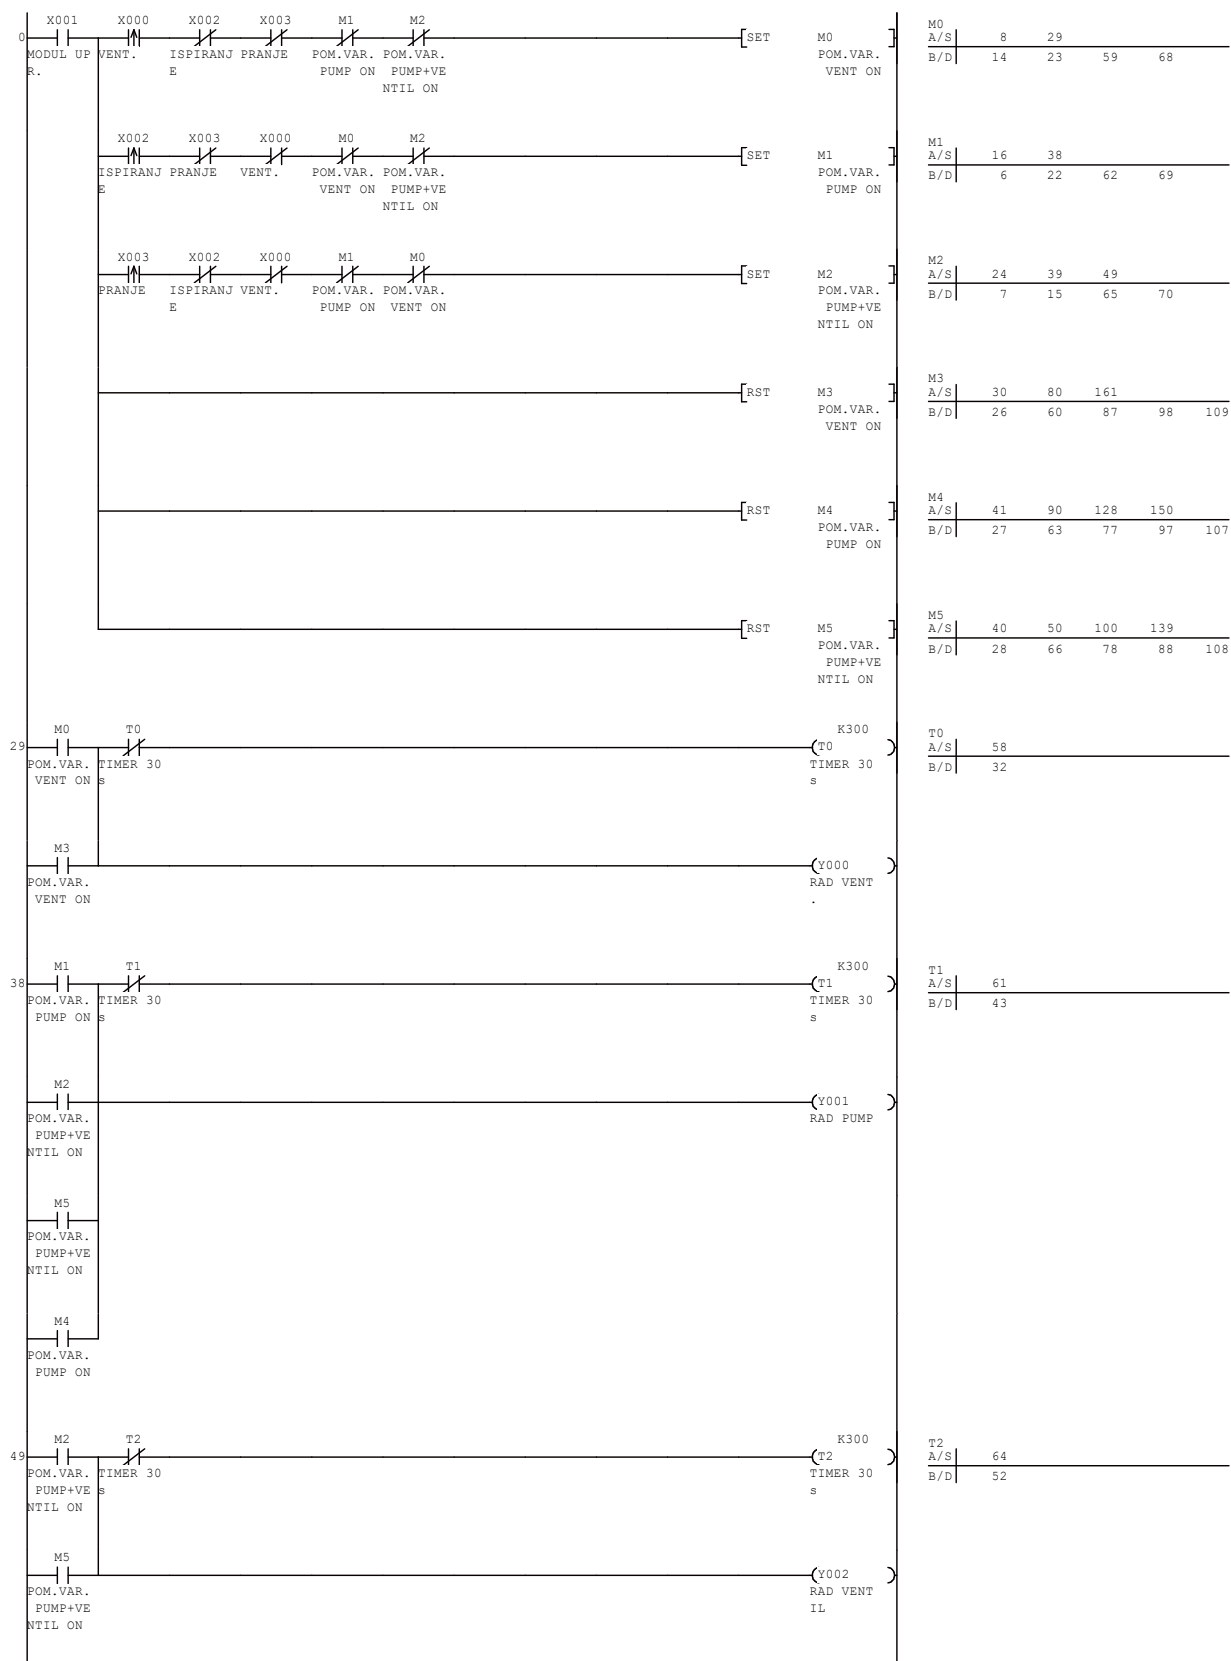 X001 X000 X002 X003 M1 M2
0 [SET M0 ]
MODUL UP VENT. ISPIRANJ PRANJE POM.VAR. POM.VAR. POM.VAR.
R. E PUMP ON PUMP+VE VENT ON
NTIL ON
M0
A/S 8 29
B/D 14 23 59 68
X002 X003 X000 M0 M2
[SET M1 ]
ISPIRANJ PRANJE VENT. POM.VAR. POM.VAR. POM.VAR.
E VENT ON PUMP+VE PUMP ON
NTIL ON
M1
A/S 16 38
B/D 6 22 62 69
X003 X002 X000 M1 M0
[SET M2 ]
PRANJE ISPIRANJ VENT. POM.VAR. POM.VAR. POM.VAR.
E PUMP ON VENT ON PUMP+VE
NTIL ON
M2
A/S 24 39 49
B/D 7 15 65 70
[RST M3 ]
POM.VAR.
VENT ON
M3
A/S 30 80 161
B/D 26 60 87 98 109
[RST M4 ]
POM.VAR.
PUMP ON
M4
A/S 41 90 128 150
B/D 27 63 77 97 107
[RST M5 ]
POM.VAR.
PUMP+VE
NTIL ON
M5
A/S 40 50 100 139
B/D 28 66 78 88 108
M0 T0 K300
29 (T0 )
POM.VAR. TIMER 30 TIMER 30
VENT ON s s
T0
A/S 58
B/D 32
M3
(Y000 )
POM.VAR. RAD VENT
VENT ON .
M1 T1 K300
38 (T1 )
POM.VAR. TIMER 30 TIMER 30
PUMP ON s s
T1
A/S 61
B/D 43
M2
(Y001 )
POM.VAR. RAD PUMP
PUMP+VE
NTIL ON
M5
POM.VAR.
PUMP+VE
NTIL ON
M4
POM.VAR.
PUMP ON
M2 T2 K300
49 (T2 )
POM.VAR. TIMER 30 TIMER 30
PUMP+VE s s
NTIL ON
T2
A/S 64
B/D 52
M5
(Y002 )
POM.VAR. RAD VENT
PUMP+VE IL
NTIL ON